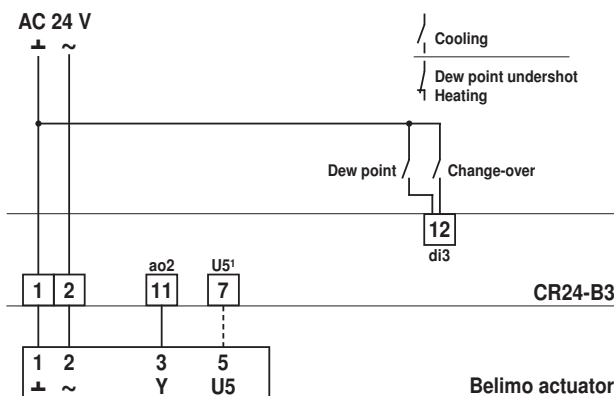 AC 24 V
⊥ ~
Cooling
Dew point undershot
Heating
Dew point
Change-over
12
di3
ao2 U5¹
1 2 11 7
CR24-B3
1 2 3 5
⊥ ~ Y U5
Belimo actuator